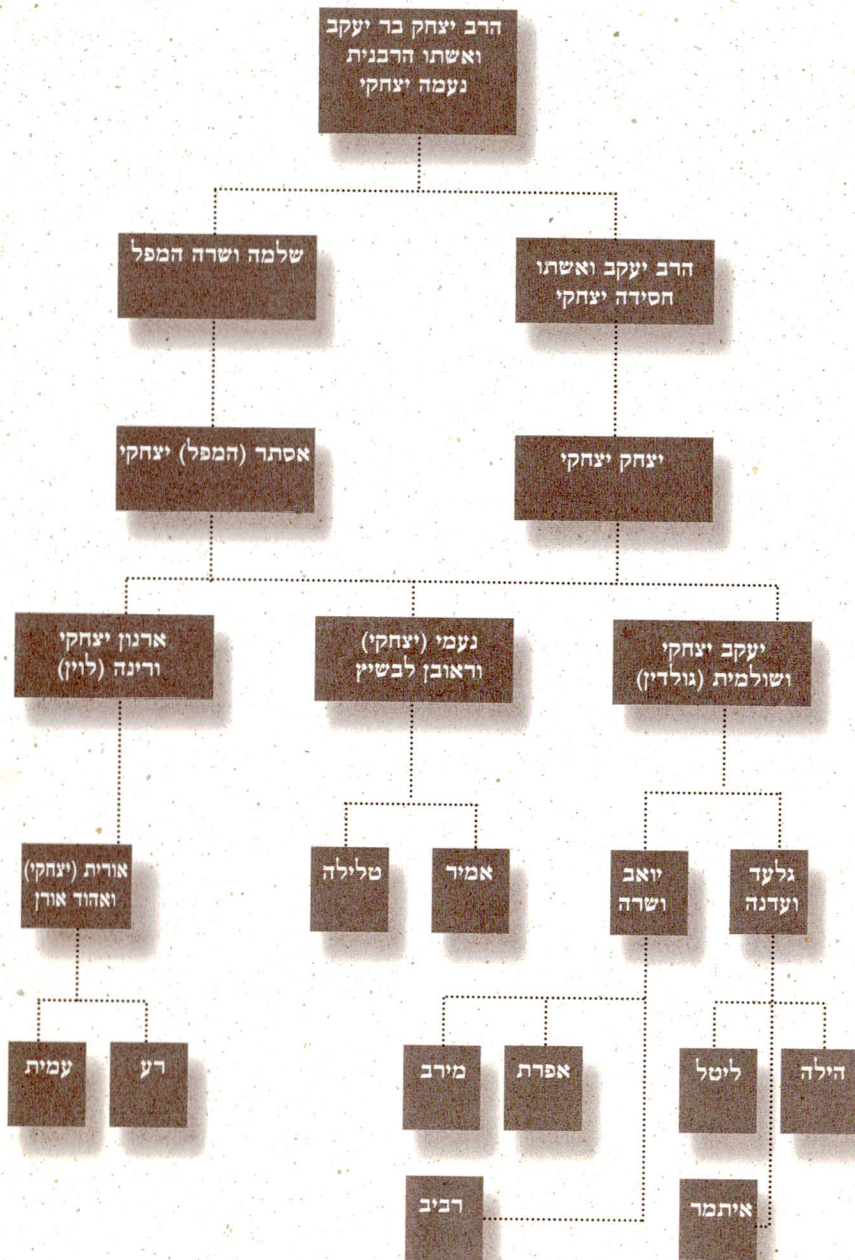 הרב יצחק בר יעקב
ואשתו הרבנית
נעמה יצחקי
הרב יעקב ואשתו
חסידה יצחקי
שלמה ושרה המפל
יצחק יצחקי
אסתר (המפל) יצחקי
יעקב יצחקי
ושולמית (גולדין)
נעמי (יצחקי)
וראובן לבשיץ
ארנון יצחקי
ורינה (לוין)
גלעד
ועדנה
יואב
ושרה
אמיר
טלילה
אורית (יצחקי)
ואהוד אורן
הילה
ליטל
אפרת
מירב
רע
עמית
איתמר
רביב